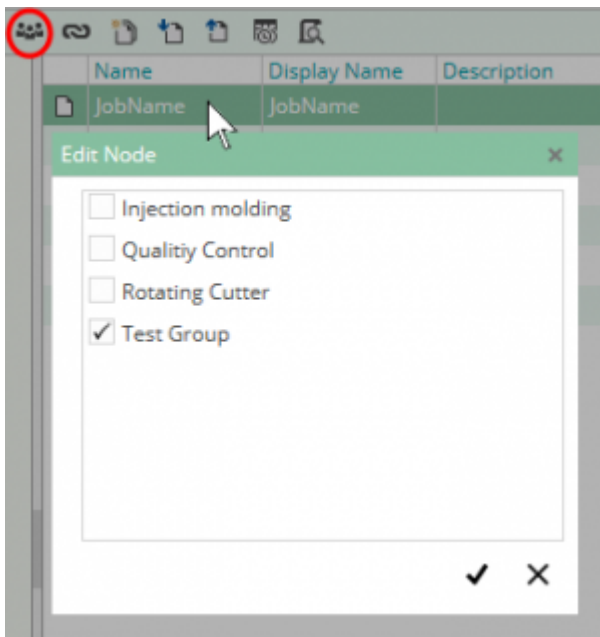 Name Display Name Description
JobName JobName
Edit Node
Injection molding
Qualitiy Control
Rotating Cutter
Test Group